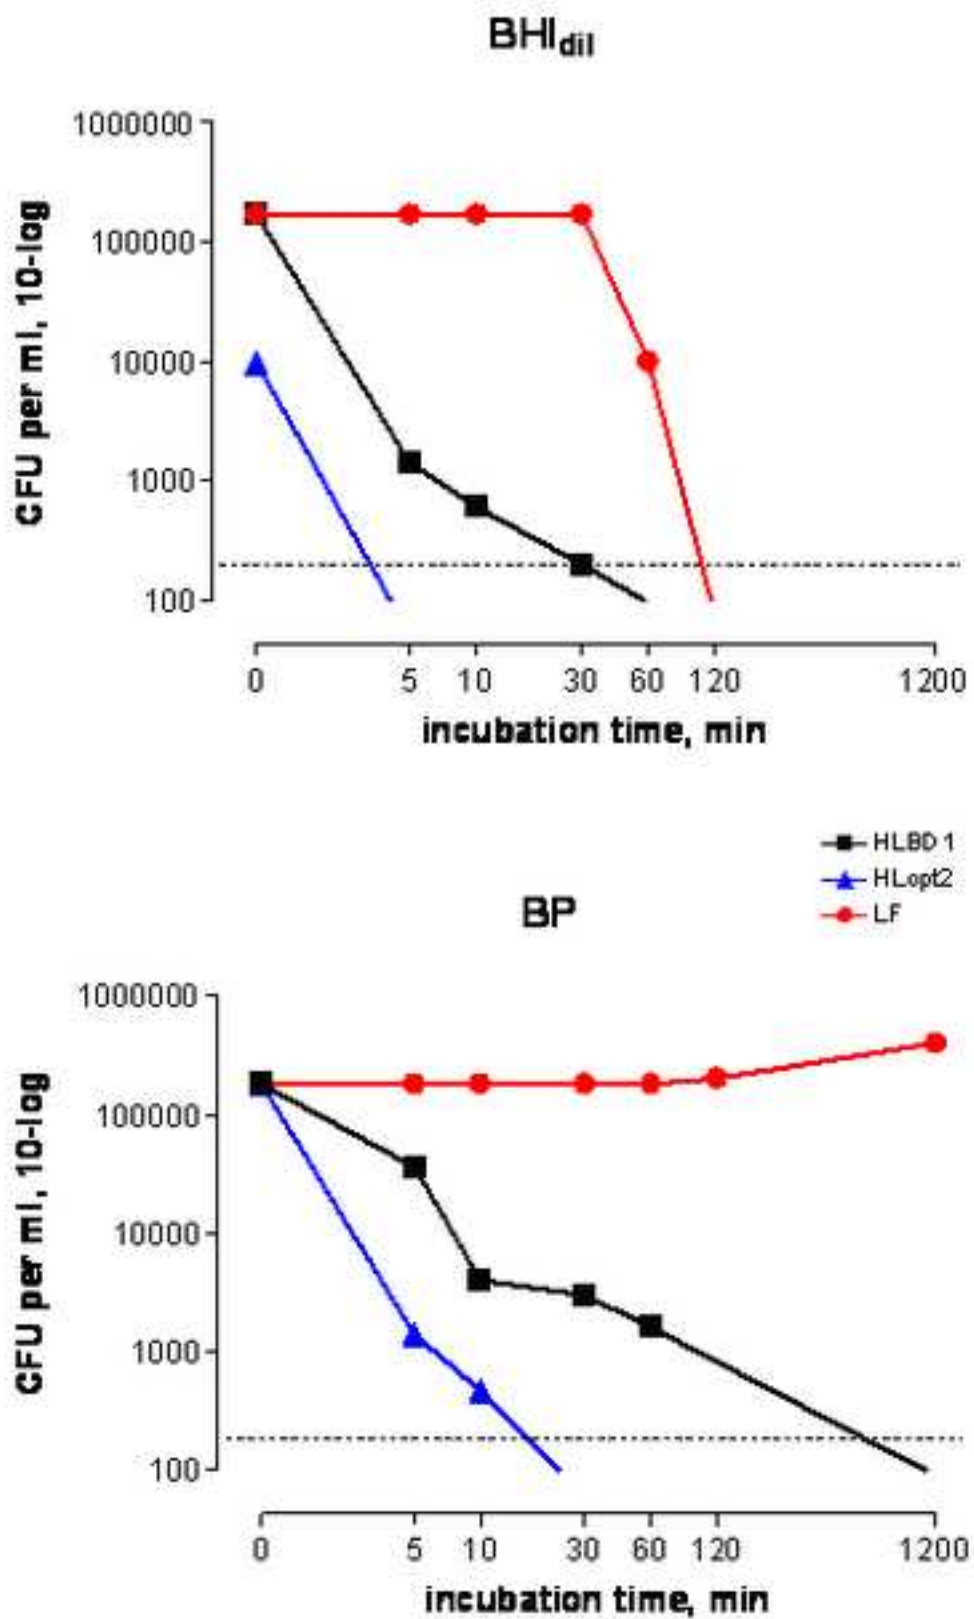 BHIdil
CFU per ml, 10-log
1000000
100000
10000
1000
100
0 5 10 30 60 120 1200
incubation time, min
HLBD 1
HLopt2
LF
BP
CFU per ml, 10-log
1000000
100000
10000
1000
100
0 5 10 30 60 120 1200
incubation time, min